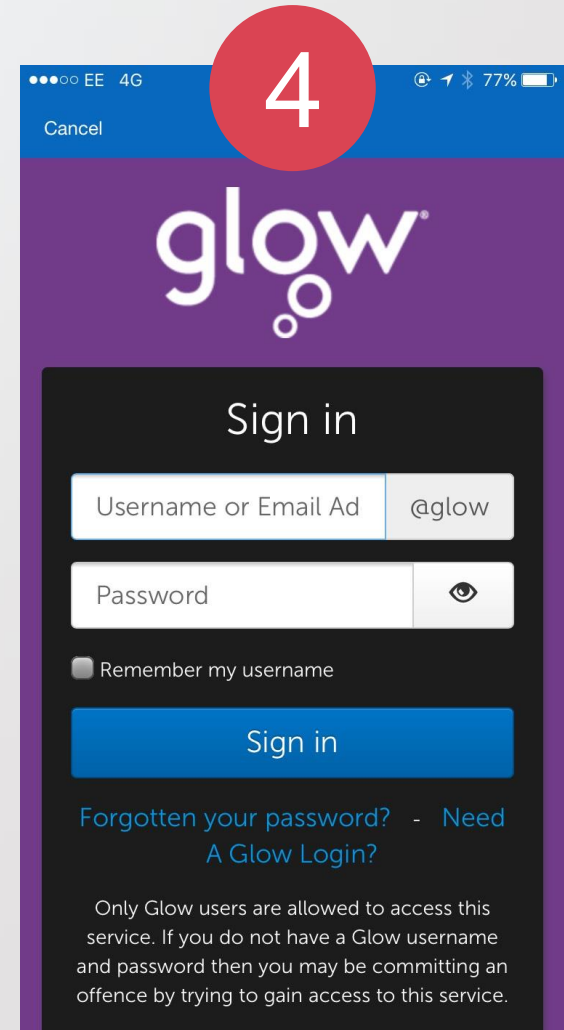 4
EE 4G 77%
Cancel
glow®
Sign in
Username or Email Ad @glow
Password
Remember my username
Sign in
Forgotten your password? - Need
A Glow Login?
Only Glow users are allowed to access this
service. If you do not have a Glow username
and password then you may be committing an
offence by trying to gain access to this service.